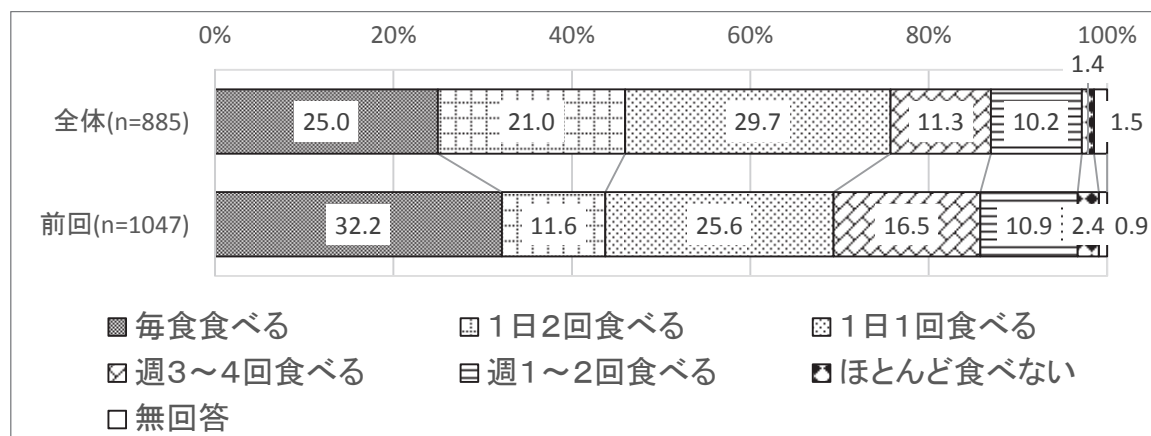 0% 20% 40% 60% 80% 100%
1.4
全体(n=885) 25.0 21.0 29.7 11.3 10.2 1.5
前回(n=1047) 32.2 11.6 25.6 16.5 10.9 2.4 0.9
毎食食べる １日２回食べる １日１回食べる
週３～４回食べる 週１～２回食べる ほとんど食べない
無回答